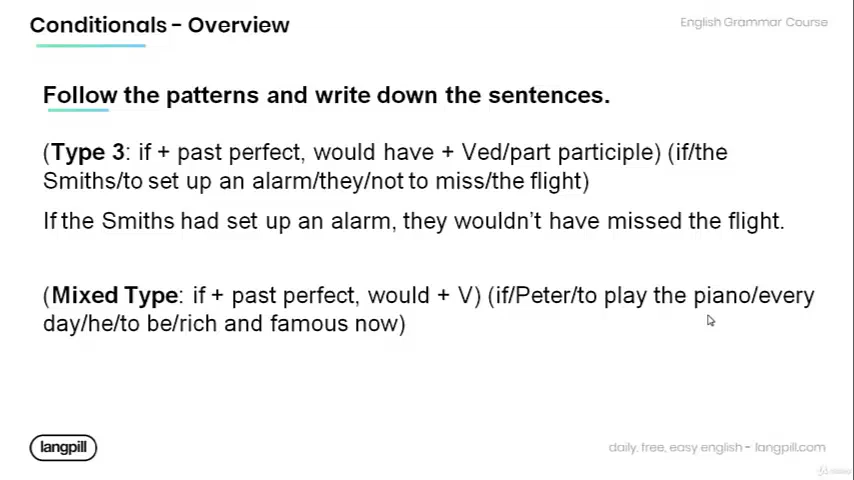 Conditionals – Overview
English Grammar Course
Follow the patterns and write down the sentences.
(Type 3: if + past perfect, would have + Ved/part participle) (if/the
Smiths/to set up an alarm/they/not to miss/the flight)
If the Smiths had set up an alarm, they wouldn’t have missed the flight.
(Mixed Type: if + past perfect, would + V) (if/Peter/to play the piano/every
day/he/to be/rich and famous now)
langpill
daily, free, easy english – langpill.com